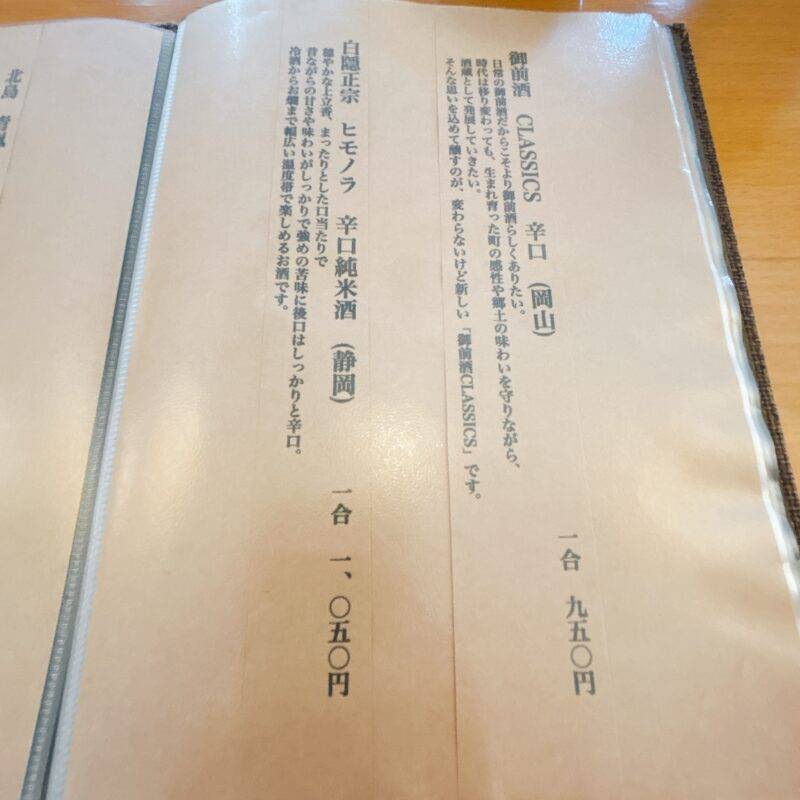 御前酒 CLASSICS 辛口 (岡山)
日常の御前酒だからこそより御前酒らしくありたい。
時代は移り変わっても、生まれ育った町の感性や郷土の味わいを守りながら、
酒蔵として発展していきたい。
そんな思いを込めて醸すのが、変わらないけど新しい「御前酒CLASSICS」です。
一合 九五〇円
白隠正宗 ヒモノラ 辛口純米酒 (静岡)
穏やかな上立香、まったりとした口当たりで
昔ながらの甘さや味わいがしっかりで強めの苦味に後口はしっかりと辛口。
冷酒からお燗まで幅広い温度帯で楽しめるお酒です。
一合 一、〇五〇円
北島